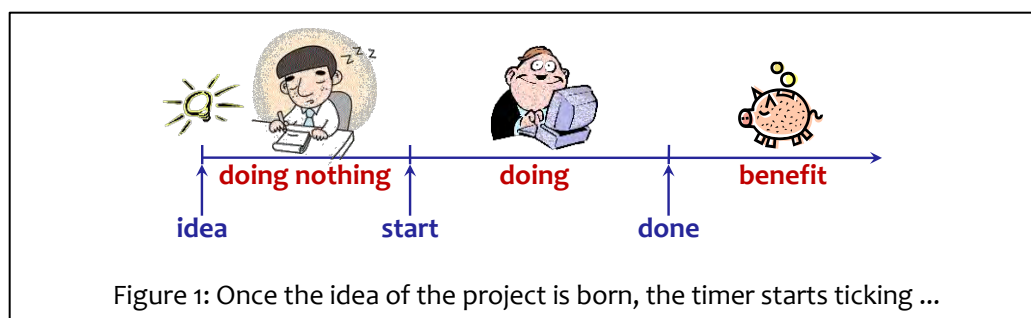 z z z
doing nothing doing benefit
idea start done
Figure 1: Once the idea of the project is born, the timer starts ticking ...